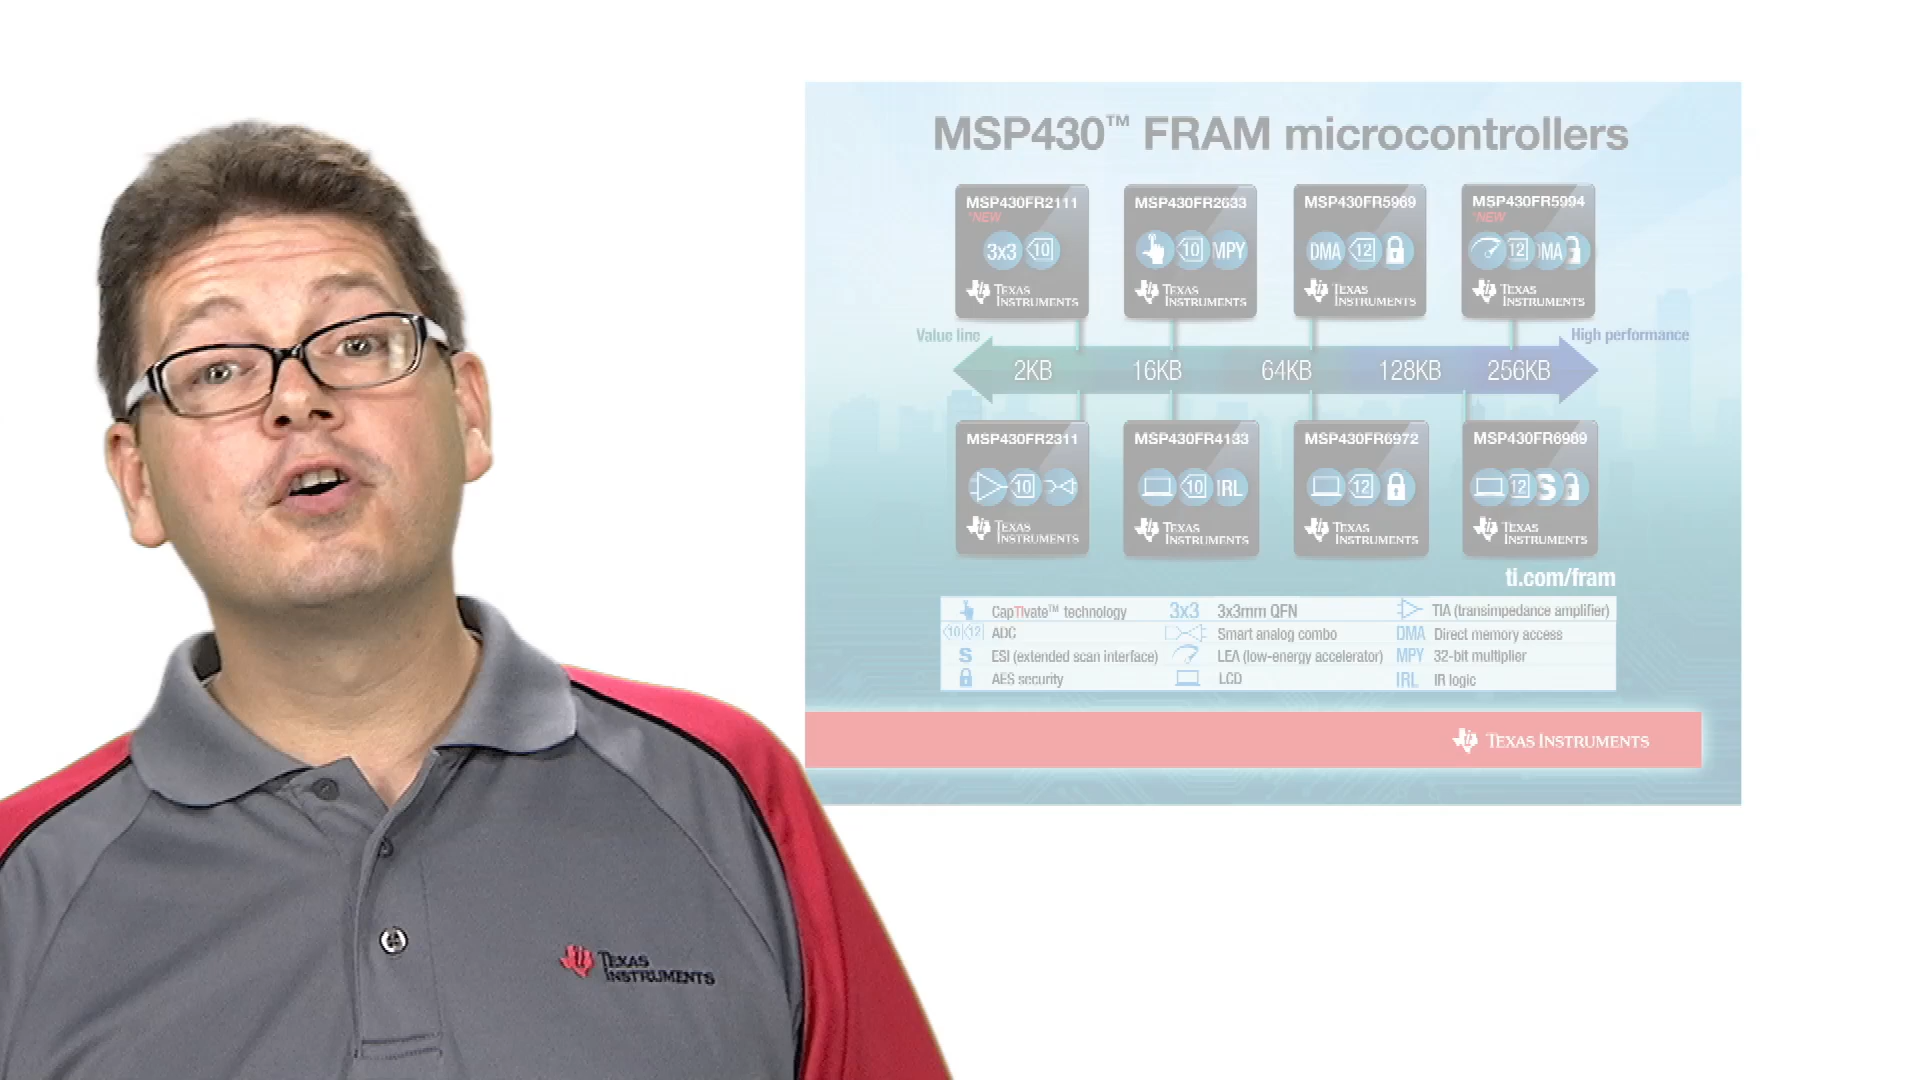 MSP430™ FRAM microcontrollers
MSP430FR2111
*NEW
3x3 10
TEXAS
INSTRUMENTS
MSP430FR2633
10 MPY
TEXAS
INSTRUMENTS
MSP430FR5969
DMA 12
TEXAS
INSTRUMENTS
MSP430FR5994
*NEW
12 DMA
TEXAS
INSTRUMENTS
Value line
High performance
2KB 16KB 64KB 128KB 256KB
MSP430FR2311
10
TEXAS
INSTRUMENTS
MSP430FR4133
10 IRL
TEXAS
INSTRUMENTS
MSP430FR6972
12
TEXAS
INSTRUMENTS
MSP430FR6989
12 S
TEXAS
INSTRUMENTS
ti.com/fram
CapTIvate™ technology 3x3 3x3mm QFN TIA (transimpedance amplifier)
10 12 ADC Smart analog combo DMA Direct memory access
S ESI (extended scan interface) LEA (low-energy accelerator) MPY 32-bit multiplier
AES security LCD IRL IR logic
TEXAS INSTRUMENTS
TEXAS
INSTRUMENTS